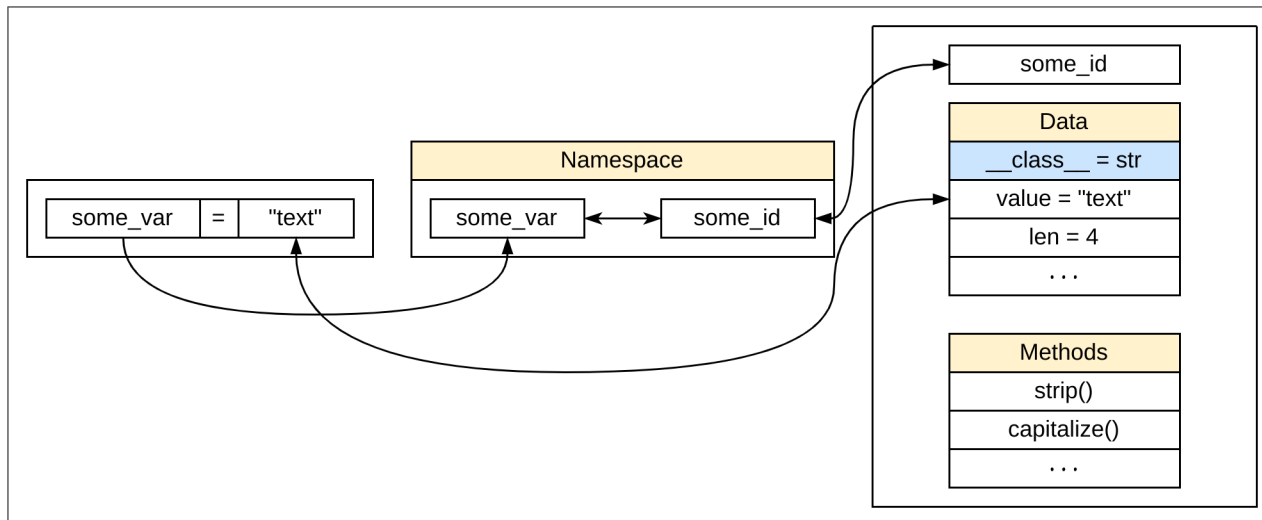 some_var = "text"
Namespace
some_var some_id
some_id
Data
__class__ = str
value = "text"
len = 4
...
Methods
strip()
capitalize()
...